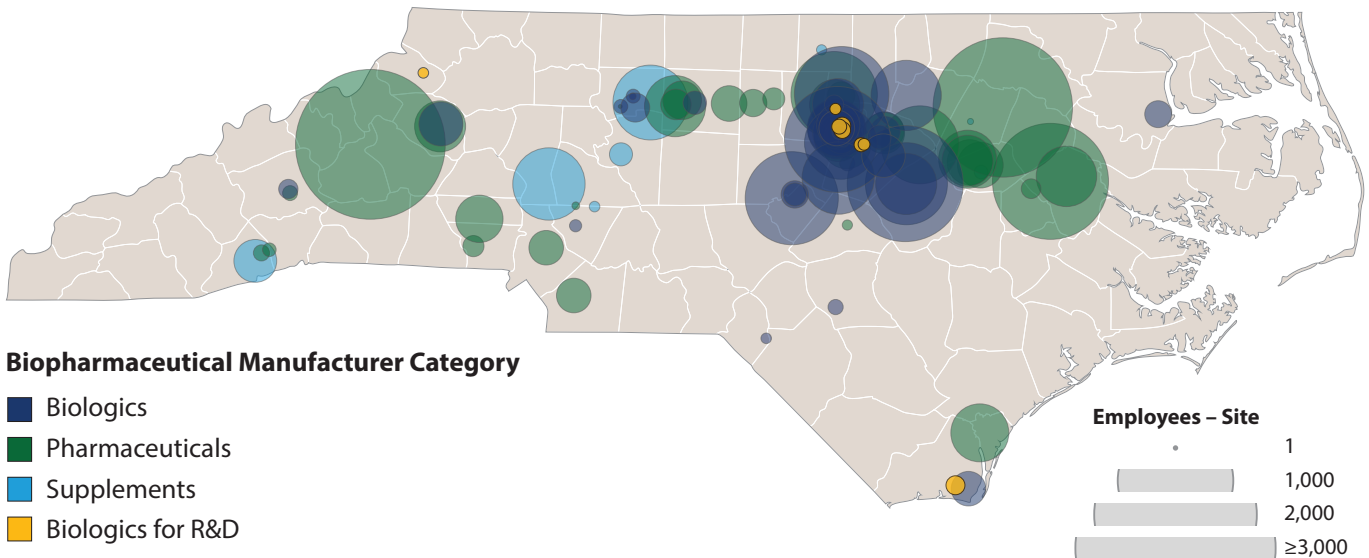 Biopharmaceutical Manufacturer Category
Biologics
Pharmaceuticals
Supplements
Biologics for R&D
Employees – Site
1
1,000
2,000
≥3,000